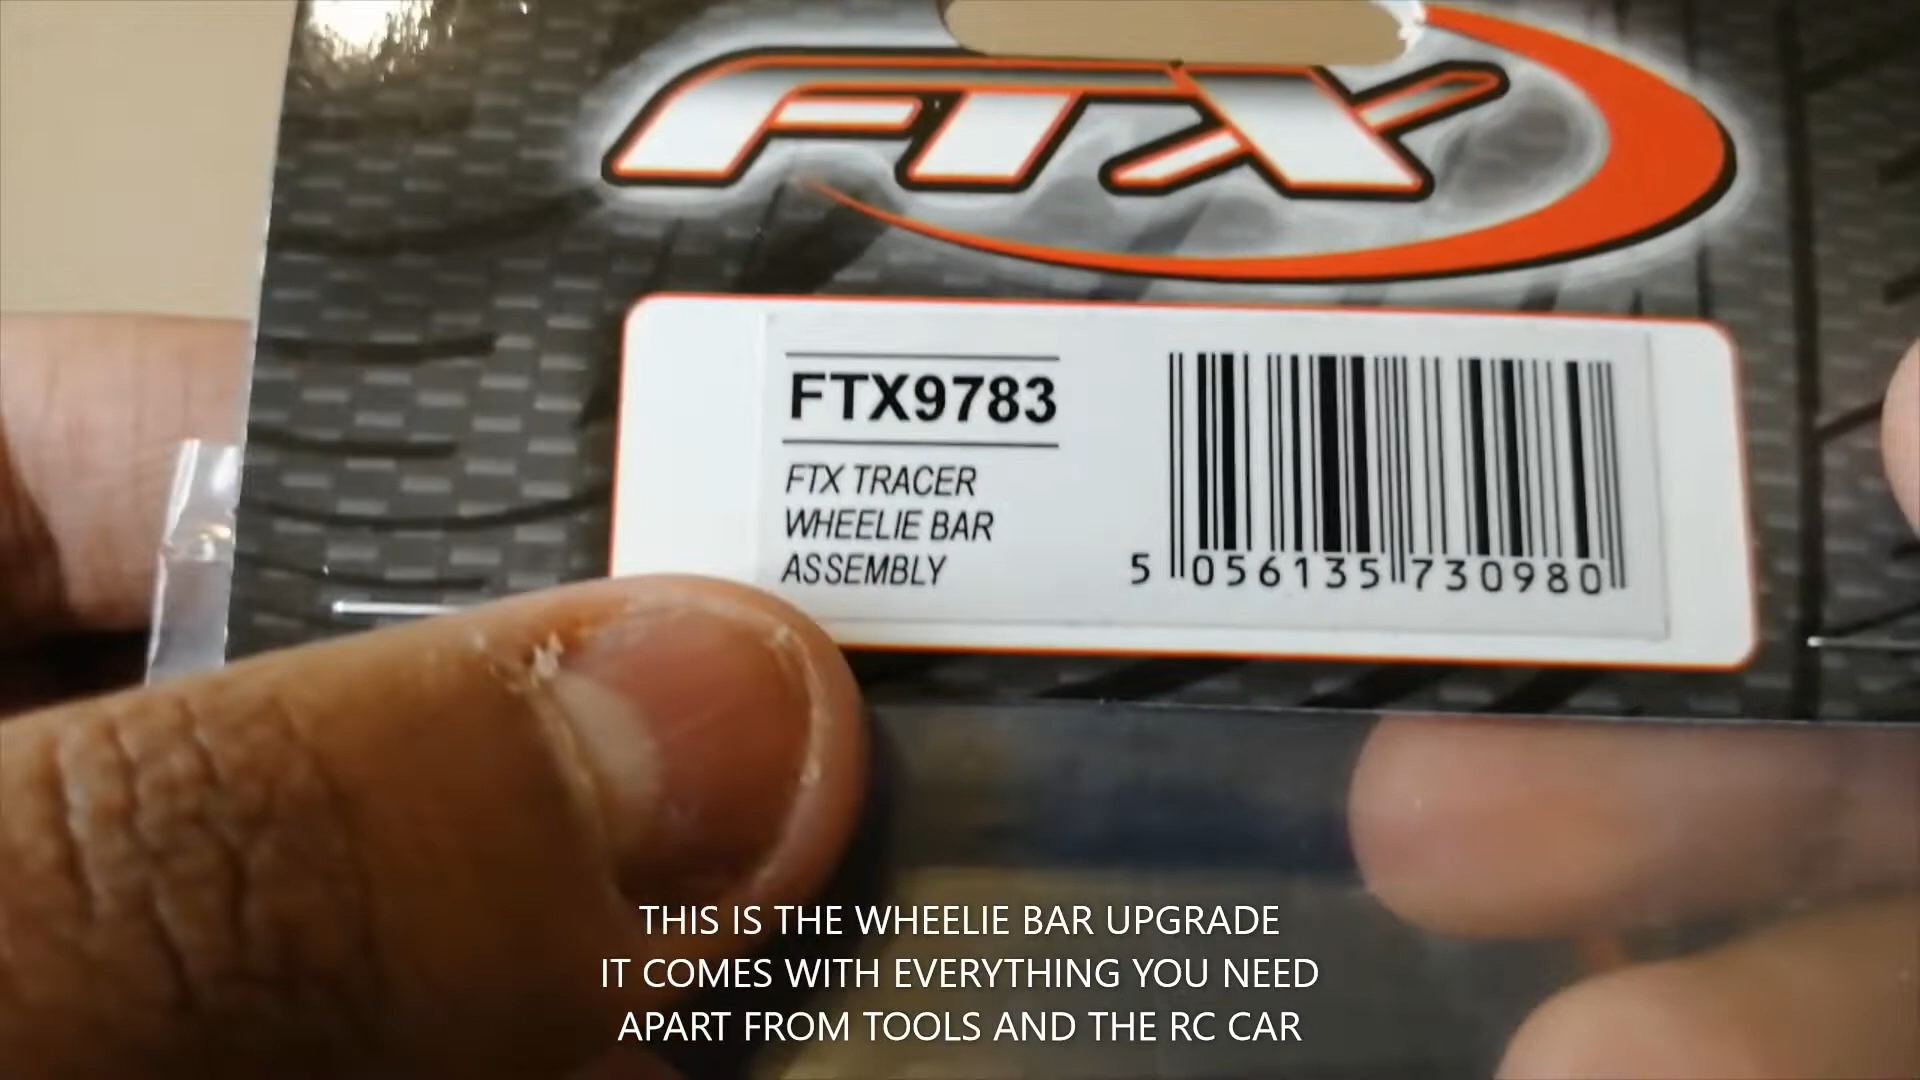 FTX
FTX9783
FTX TRACER
WHEELIE BAR
ASSEMBLY
5 056135 730980
THIS IS THE WHEELIE BAR UPGRADE
IT COMES WITH EVERYTHING YOU NEED
APART FROM TOOLS AND THE RC CAR